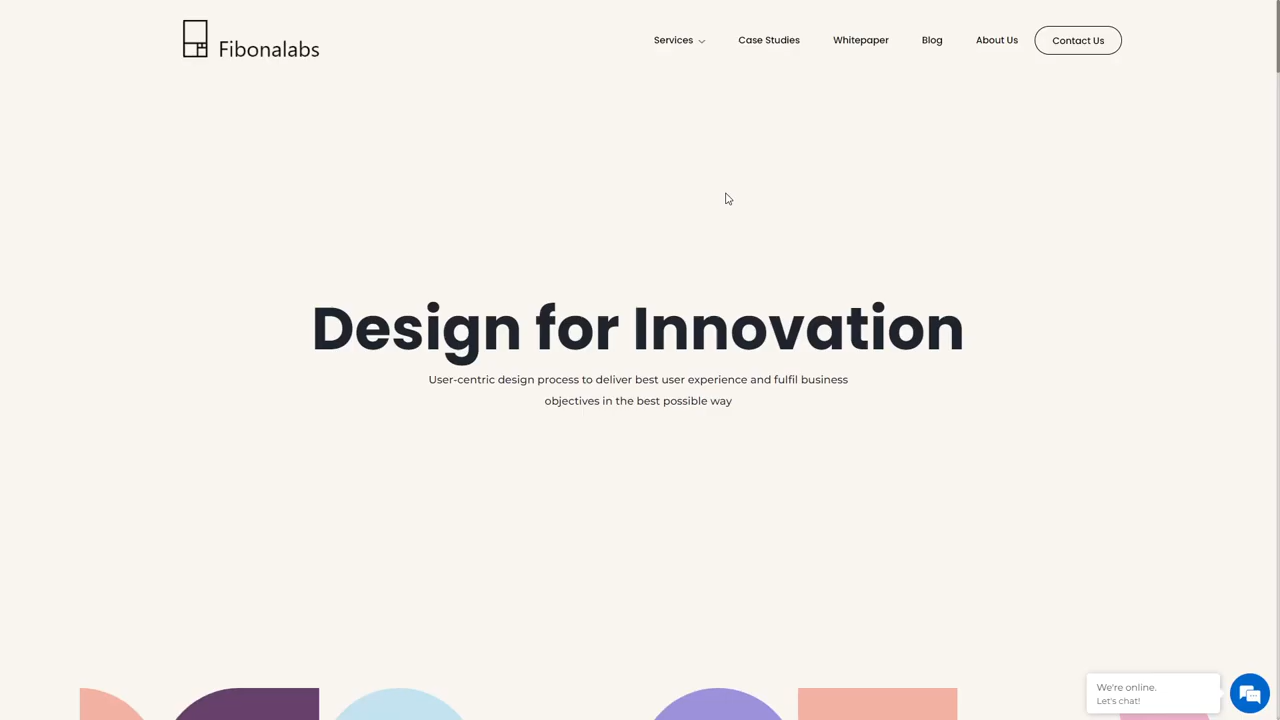 Fibonalabs
Services
Case Studies
Whitepaper
Blog
About Us
Contact Us
Design for Innovation
User-centric design process to deliver best user experience and fulfil business
objectives in the best possible way
We're online.
Let's chat!